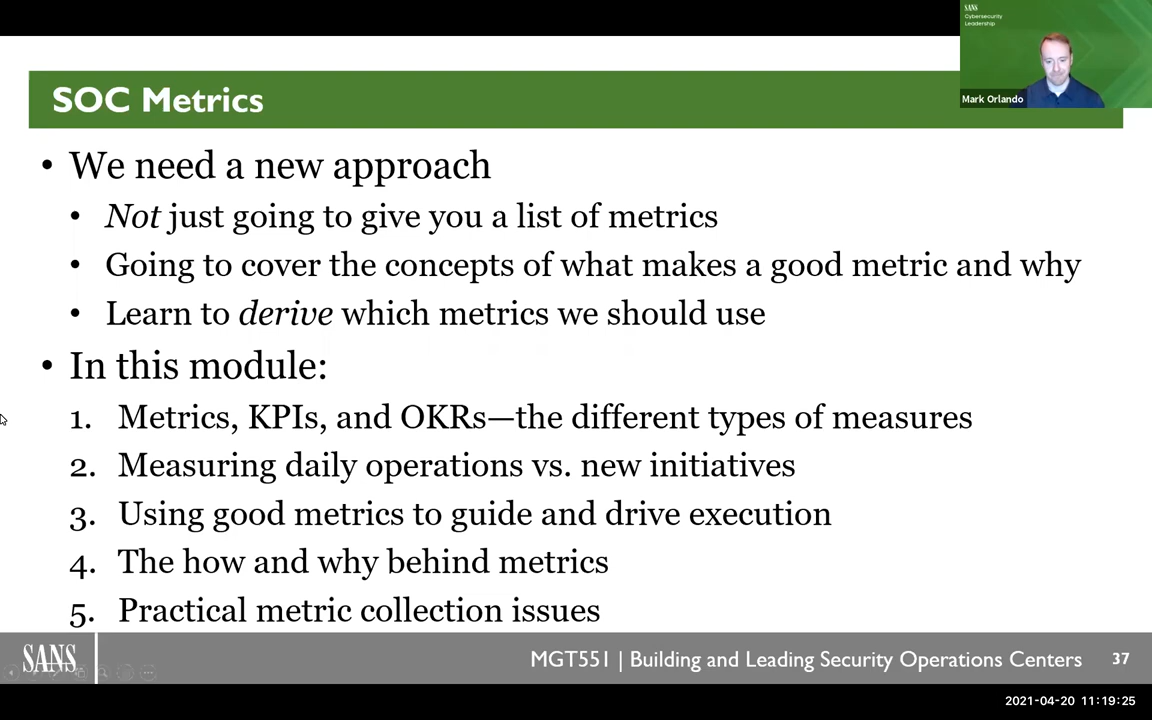 SANS
Cybersecurity
Leadership
Mark Orlando
SOC Metrics
• We need a new approach
• Not just going to give you a list of metrics
• Going to cover the concepts of what makes a good metric and why
• Learn to derive which metrics we should use
• In this module:
1. Metrics, KPIs, and OKRs—the different types of measures
2. Measuring daily operations vs. new initiatives
3. Using good metrics to guide and drive execution
4. The how and why behind metrics
5. Practical metric collection issues
SANS
MGT551 | Building and Leading Security Operations Centers 37
2021-04-20 11:19:25